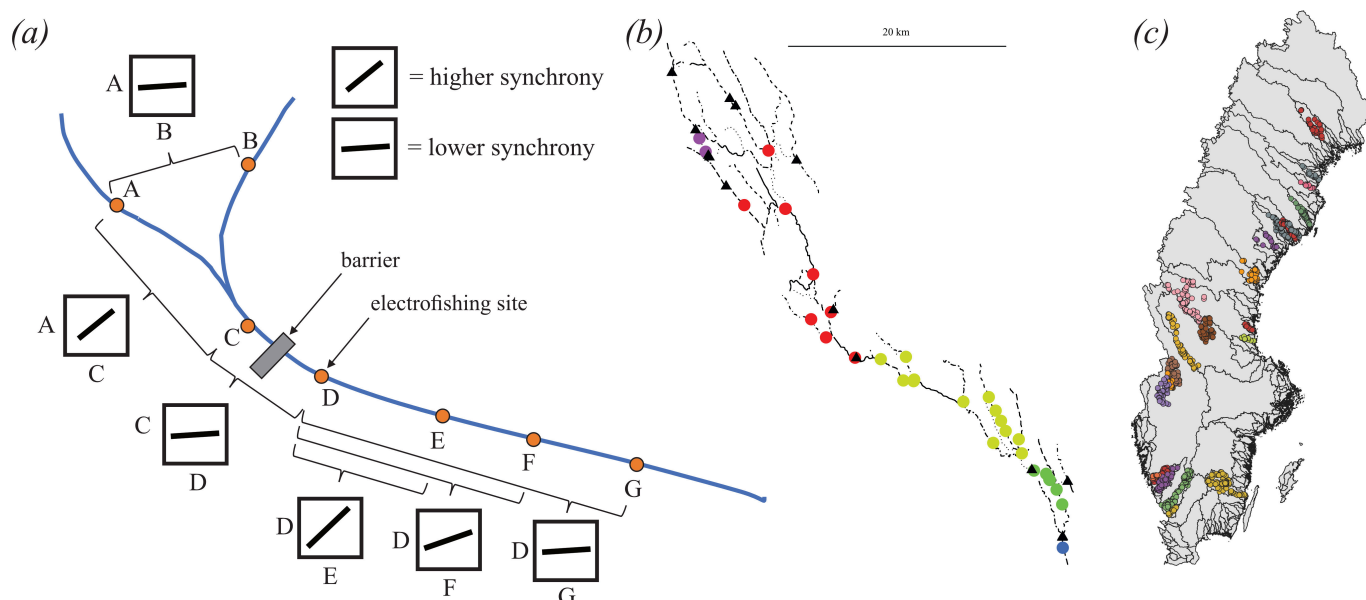 (a)
A
B
= higher synchrony
= lower synchrony
B
A
barrier
electrofishing site
C
D
E
F
G
A
C
C
D
D
E
D
F
D
G
(b)
20 km
(c)